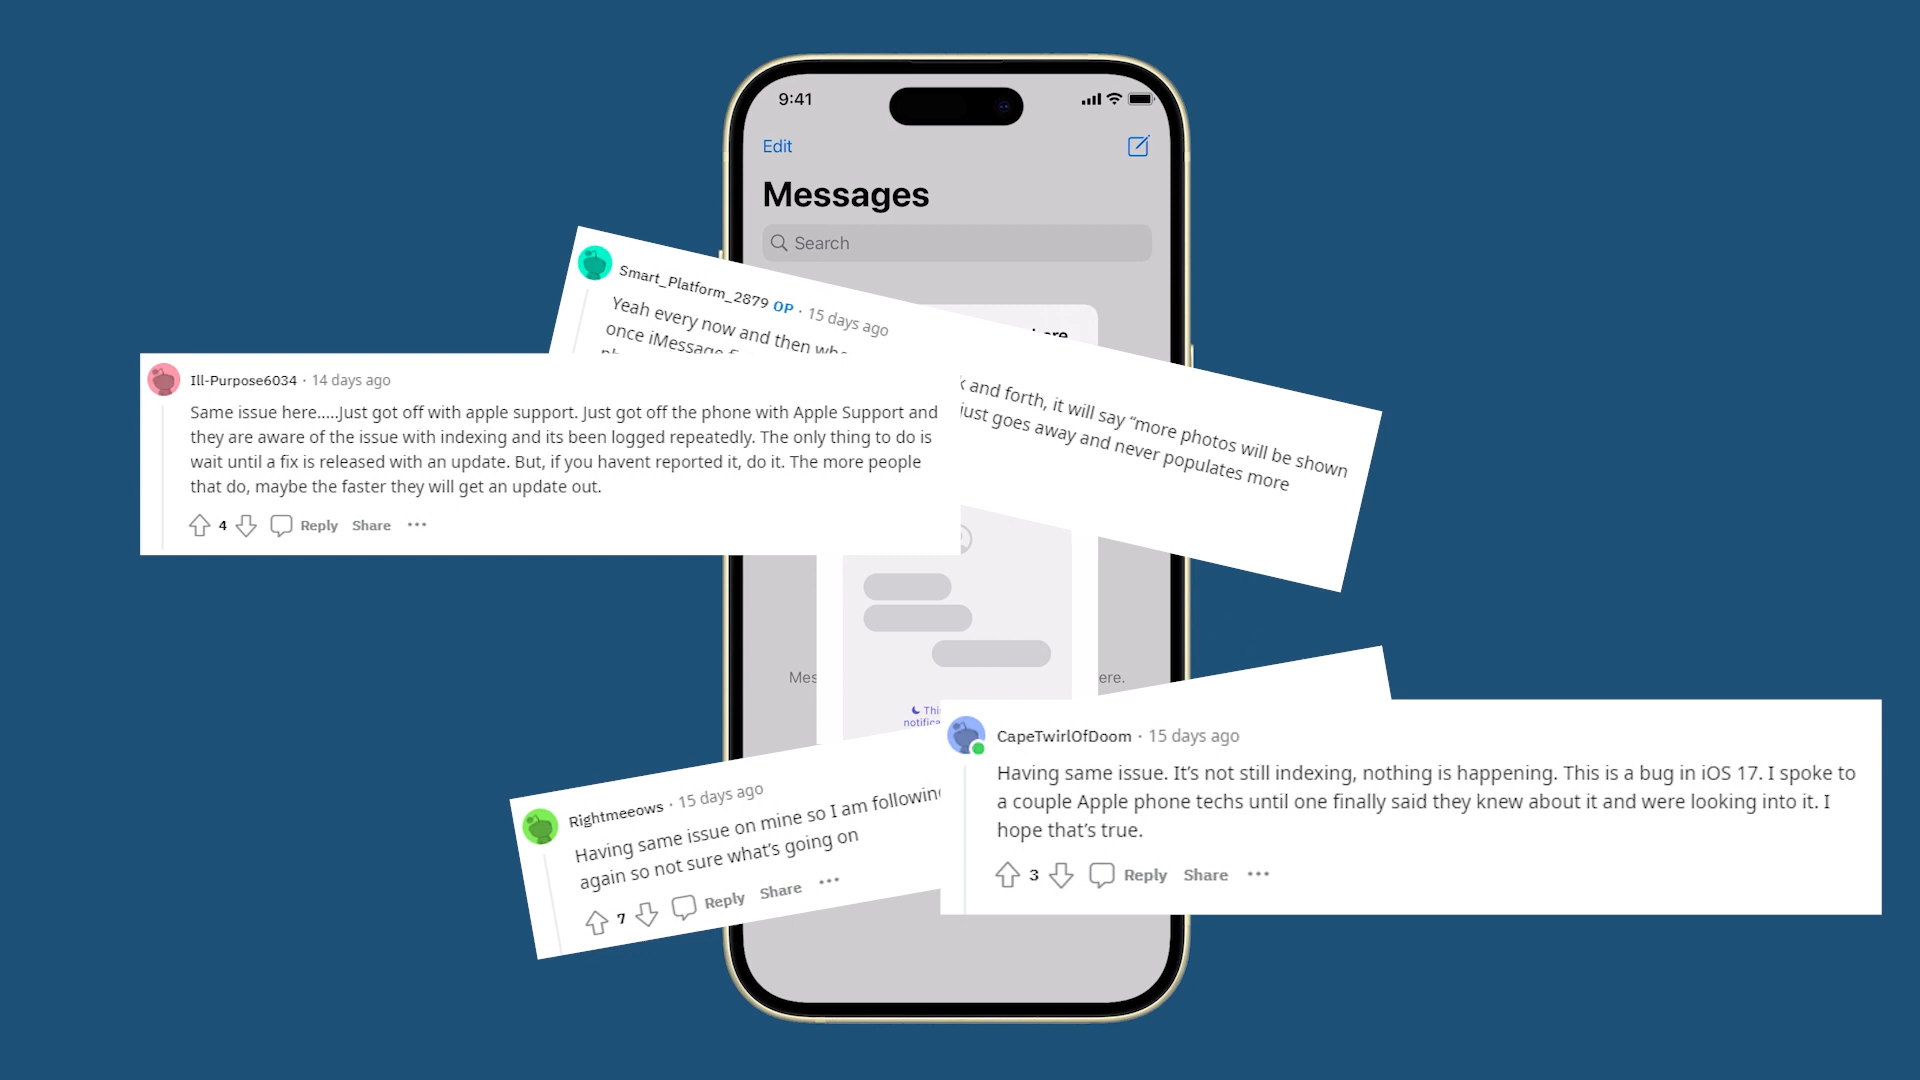 9:41
Edit
Messages
Search
Smart_Platform_2879 OP · 15 days ago
Yeah every now and then
once iMessage
k and forth, it will say “more photos will be shown
just goes away and never populates more
Ill-Purpose6034 · 14 days ago
Same issue here.....Just got off with apple support. Just got off the phone with Apple Support and
they are aware of the issue with indexing and its been logged repeatedly. The only thing to do is
wait until a fix is released with an update. But, if you havent reported it, do it. The more people
that do, maybe the faster they will get an update out.
4 Reply Share ···
Mes
ere.
Thi
Rightmeeows · 15 days ago
Having same issue on mine so I am following
again so not sure what’s going on
7 Reply Share ···
CapeTwirlOfDoom · 15 days ago
Having same issue. It’s not still indexing, nothing is happening. This is a bug in iOS 17. I spoke to
a couple Apple phone techs until one finally said they knew about it and were looking into it. I
hope that’s true.
3 Reply Share ···